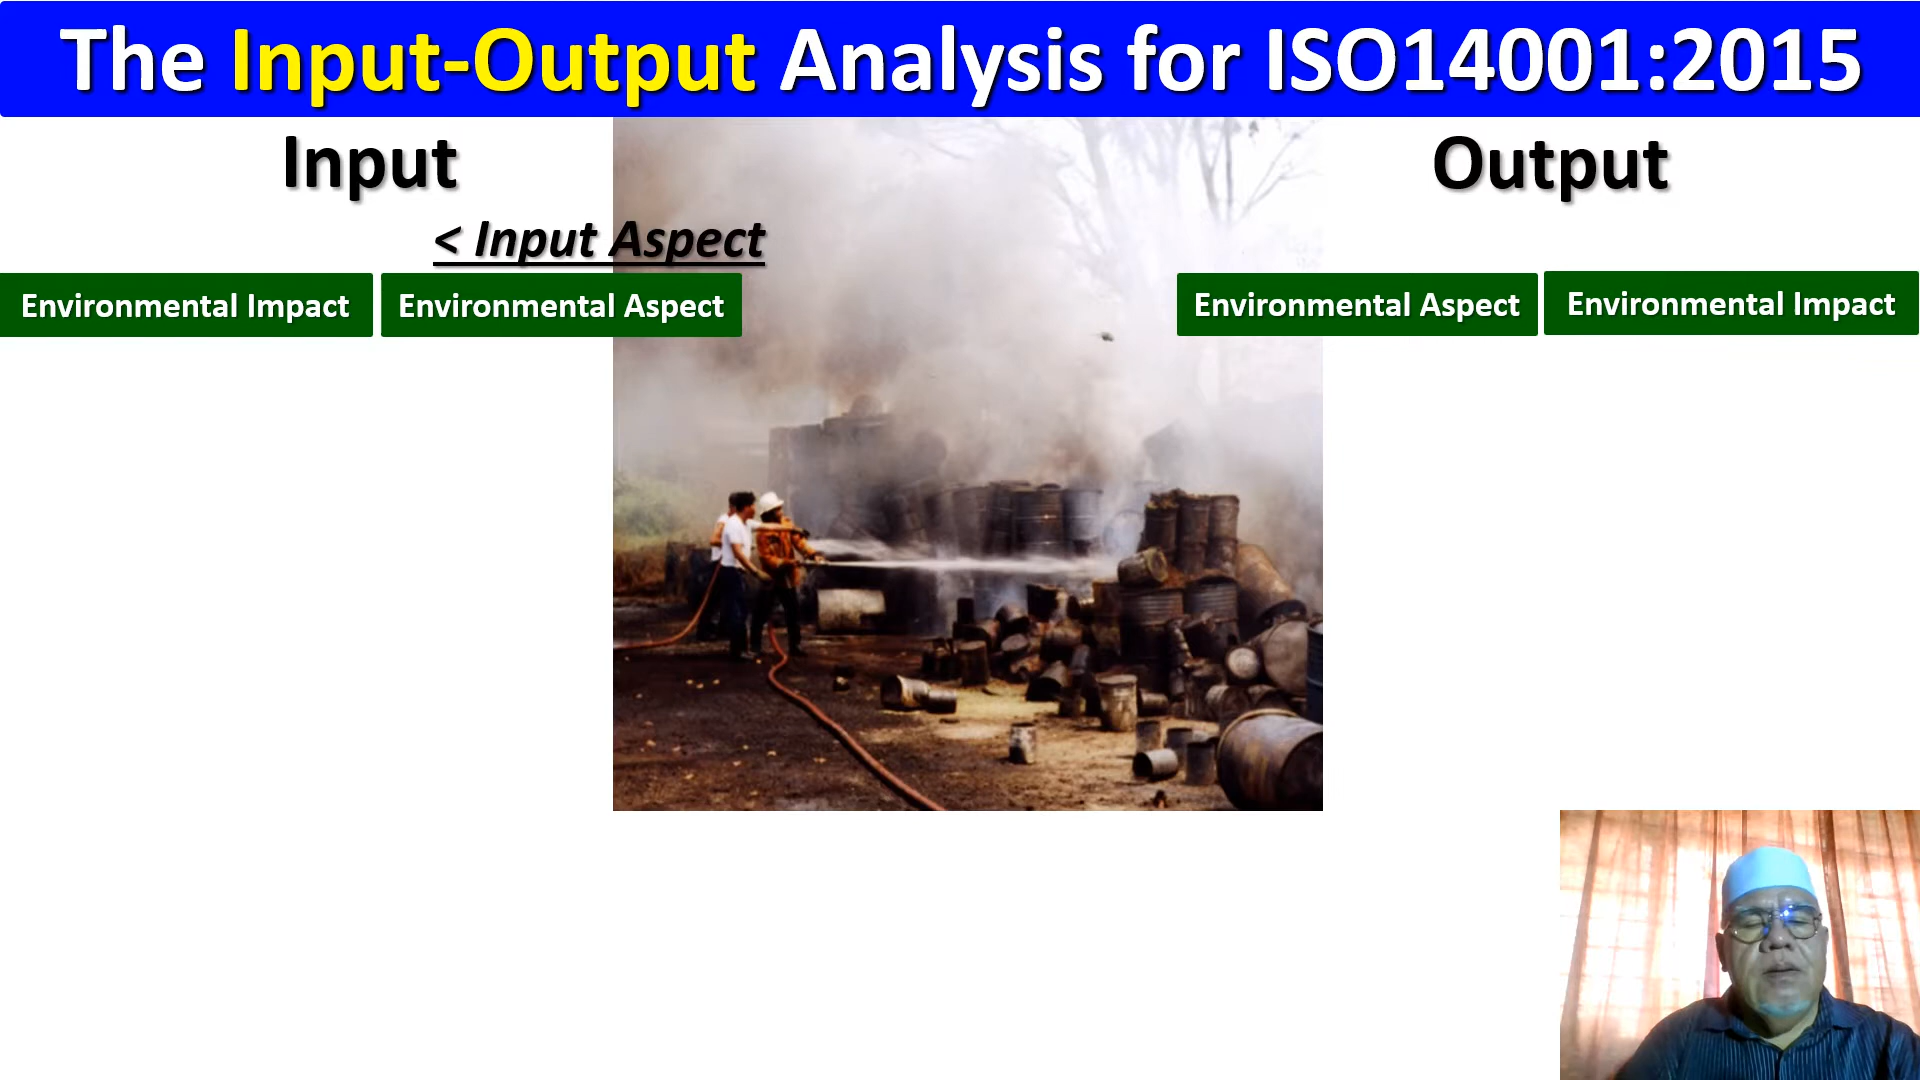 The Input-Output Analysis for ISO14001:2015
Input
Output
< Input Aspect
Environmental Impact
Environmental Aspect
Environmental Aspect
Environmental Impact